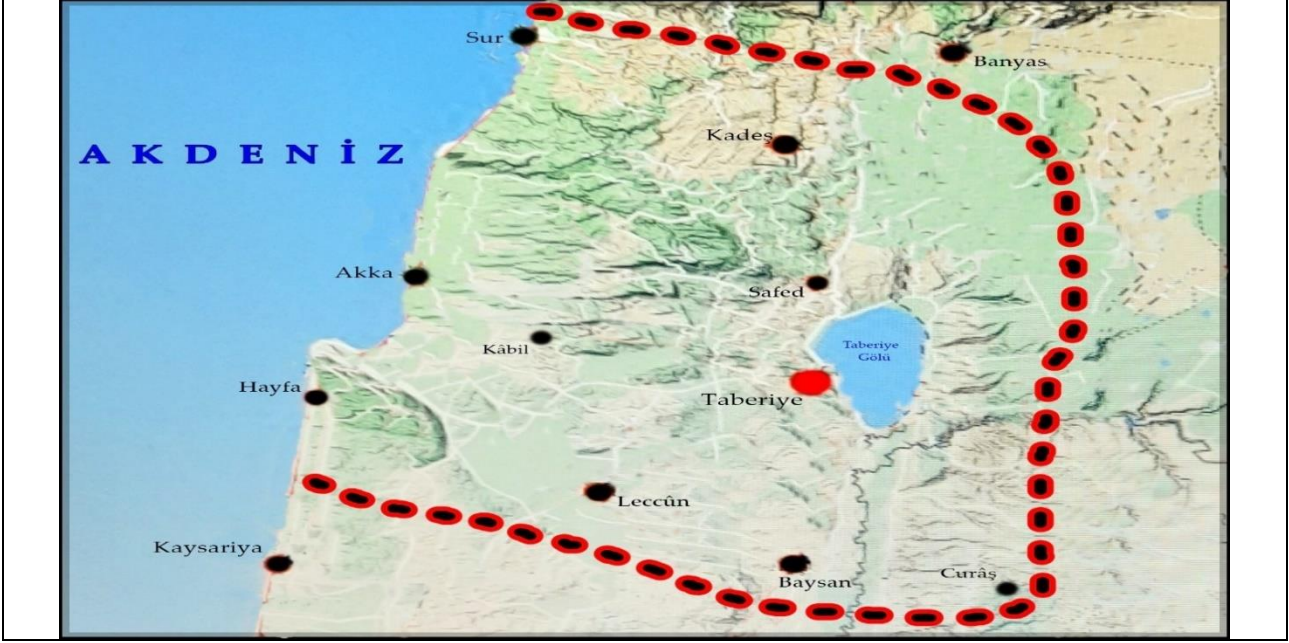 Sur
Banyas
Kadeş
AKDENİZ
Akka
Safed
Kâbil
Taberiye
Gölü
Hayfa
Taberiye
Leccûn
Kaysariya
Baysan
Curâş